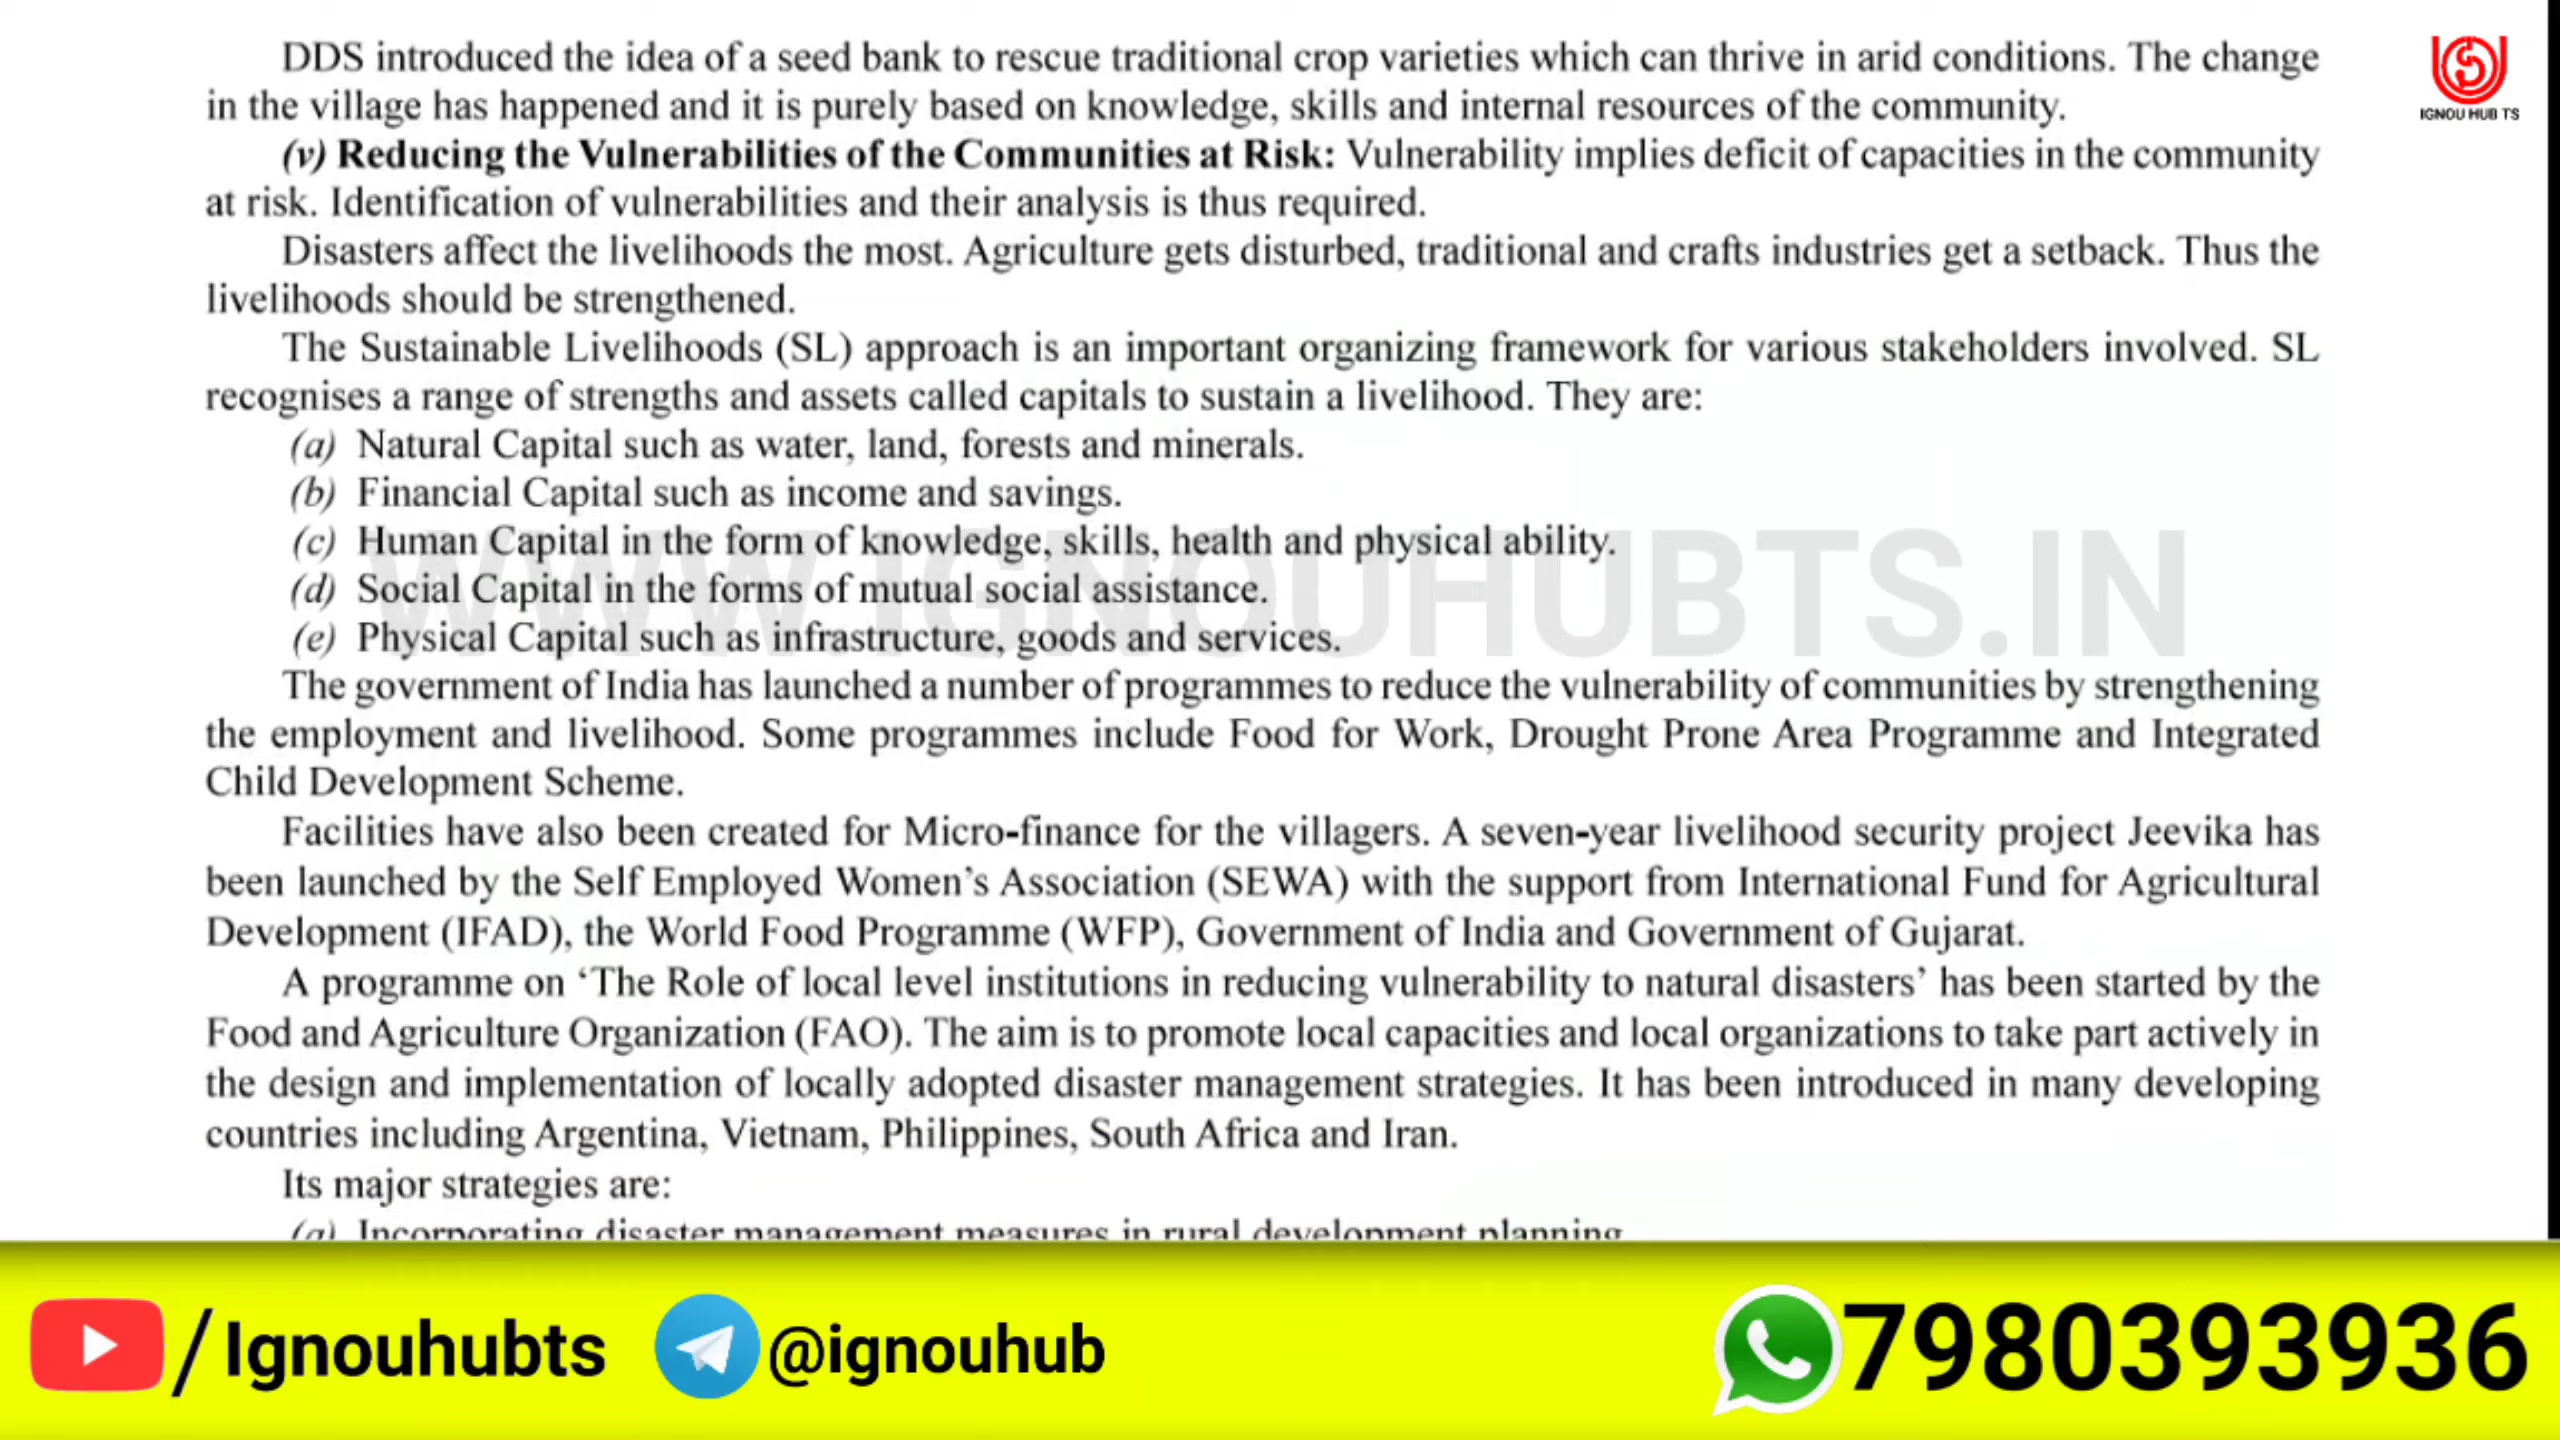 DDS introduced the idea of a seed bank to rescue traditional crop varieties which can thrive in arid conditions. The change
in the village has happened and it is purely based on knowledge, skills and internal resources of the community.
(v) Reducing the Vulnerabilities of the Communities at Risk: Vulnerability implies deficit of capacities in the community
at risk. Identification of vulnerabilities and their analysis is thus required.
Disasters affect the livelihoods the most. Agriculture gets disturbed, traditional and crafts industries get a setback. Thus the
livelihoods should be strengthened.
The Sustainable Livelihoods (SL) approach is an important organizing framework for various stakeholders involved. SL
recognises a range of strengths and assets called capitals to sustain a livelihood. They are:
(a) Natural Capital such as water, land, forests and minerals.
(b) Financial Capital such as income and savings.
(c) Human Capital in the form of knowledge, skills, health and physical ability.
(d) Social Capital in the forms of mutual social assistance.
(e) Physical Capital such as infrastructure, goods and services.
The government of India has launched a number of programmes to reduce the vulnerability of communities by strengthening
the employment and livelihood. Some programmes include Food for Work, Drought Prone Area Programme and Integrated
Child Development Scheme.
Facilities have also been created for Micro-finance for the villagers. A seven-year livelihood security project Jeevika has
been launched by the Self Employed Women's Association (SEWA) with the support from International Fund for Agricultural
Development (IFAD), the World Food Programme (WFP), Government of India and Government of Gujarat.
A programme on 'The Role of local level institutions in reducing vulnerability to natural disasters' has been started by the
Food and Agriculture Organization (FAO). The aim is to promote local capacities and local organizations to take part actively in
the design and implementation of locally adopted disaster management strategies. It has been introduced in many developing
countries including Argentina, Vietnam, Philippines, South Africa and Iran.
Its major strategies are:
(a) Incorporating disaster management measures in rural development planning
IGNOU HUB TS
WWW.IGNOUHUBTS.IN
/Ignouhubts
@ignouhub
7980393936